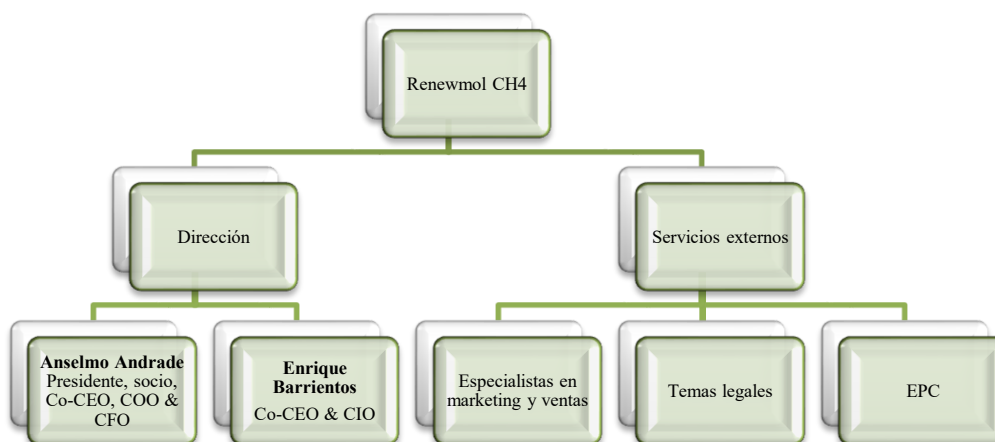 Renewmol CH4
Dirección
Servicios externos
Anselmo Andrade
Presidente, socio,
Co-CEO, COO &
CFO
Enrique
Barrientos
Co-CEO & CIO
Especialistas en
marketing y ventas
Temas legales
EPC